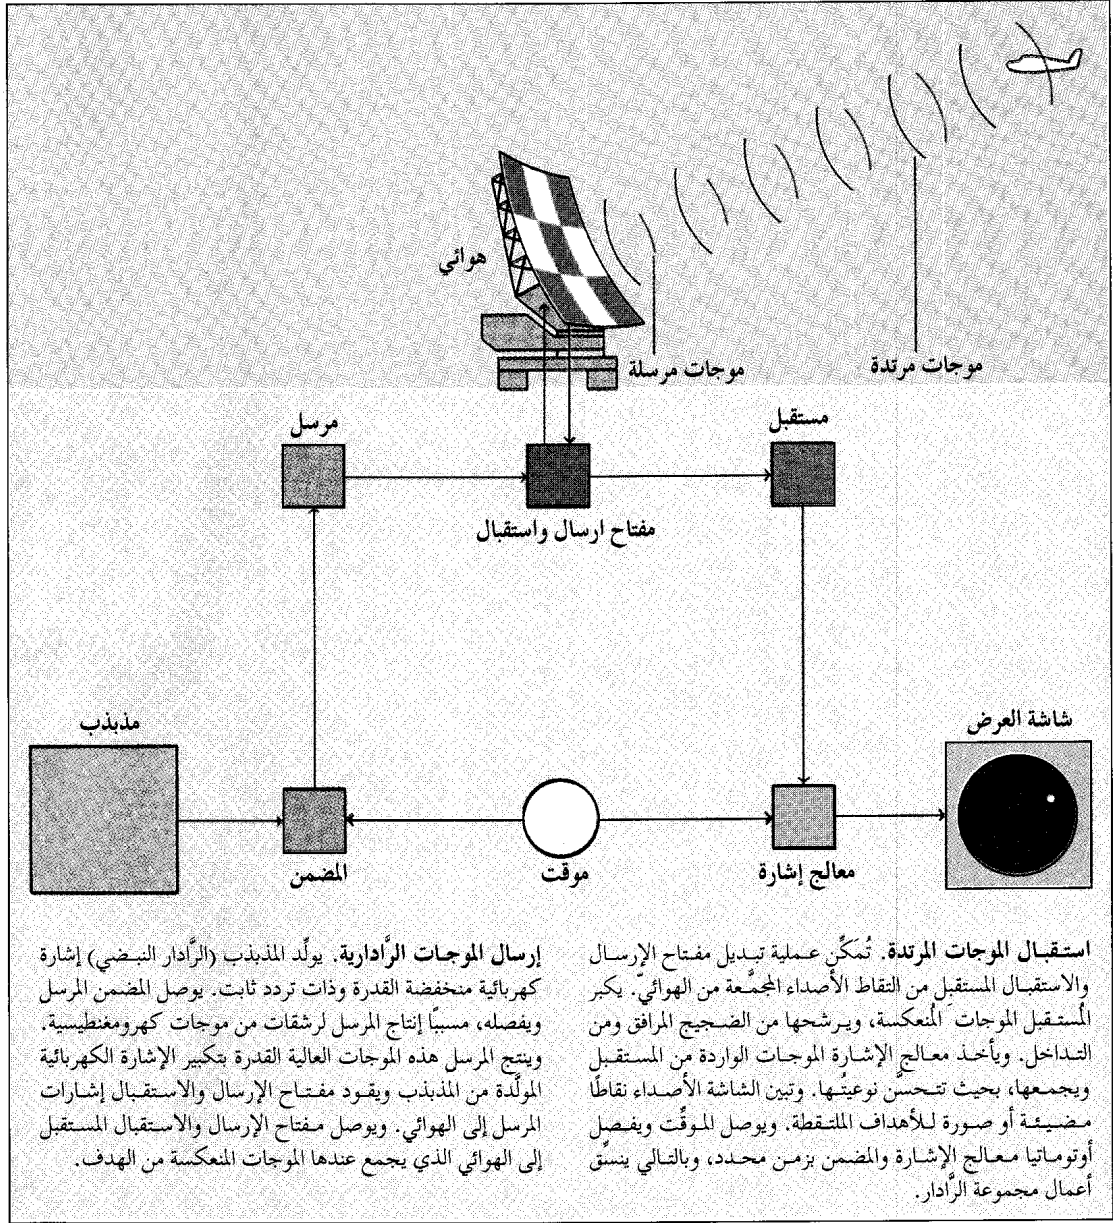 هوائي
موجات مرسلة
موجات مرتدة
مرسل
مستقبل
مفتاح ارسال واستقبال
مذبذب
شاشة العرض
المضمن
موقت
معالج إشارة
استقبال الموجات المرتدة. تُمَكِّن عملية تبديل مفتاح الإرسال
والاستقبال المستقبل من التقاط الأصداء المجمَّعة من الهوائيّ. يكبر
المُستقبل الموجات المُنعكسة، ويرشحها من الضجيج المرافق ومن
التداخل. ويأخذ معالج الإشارة الموجات الواردة من المستقبل
ويجمعها، بحيث تتحسَّن نوعيتُها. وتبين الشاشة الأصداء نقاطًا
مضيئة أو صورة للأهداف الملتقطة. ويوصل الموقِّت ويفصل
أوتوماتيا معالج الإشارة والمضمن بزمن محدد، وبالتالي ينسِّق
أعمال مجموعة الرَّادار.
إرسال الموجات الرَّادارية. يولِّد المذبذب (الرَّادار النبضي) إشارة
كهربائية منخفضة القدرة وذات تردد ثابت. يوصل المضمن المرسل
ويفصله، مسببًا إنتاج المرسل لرشقات من موجات كهرومغنطيسية.
وينتج المرسل هذه الموجات العالية القدرة بتكبير الإشارة الكهربائية
المولَّدة من المذبذب ويقود مفتاح الإرسال والاستقبال إشارات
المرسل إلى الهوائي. ويوصل مفتاح الإرسال والاستقبال المستقبل
إلى الهوائي الذي يجمع عندها الموجات المنعكسة من الهدف.